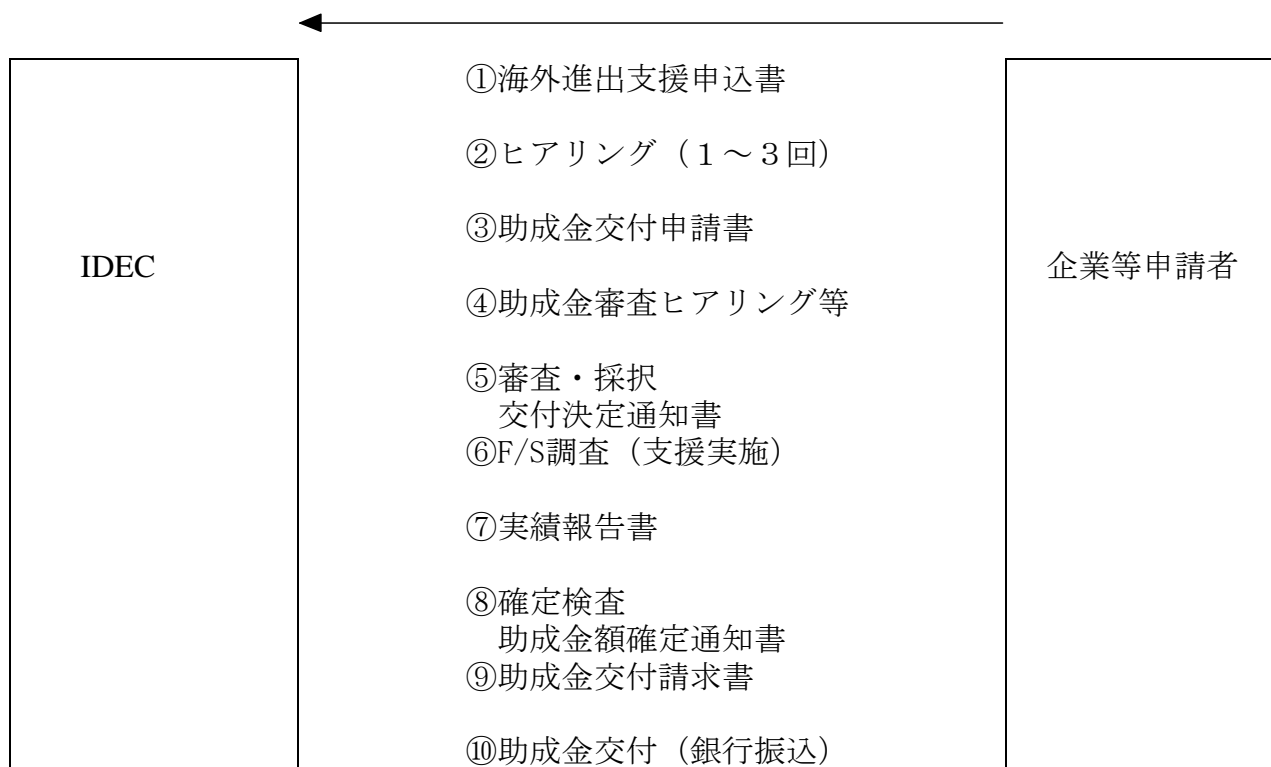 ①海外進出支援申込書
②ヒアリング（１～３回）
③助成金交付申請書
IDEC
企業等申請者
④助成金審査ヒアリング等
⑤審査・採択
交付決定通知書
⑥F/S調査（支援実施）
⑦実績報告書
⑧確定検査
助成金額確定通知書
⑨助成金交付請求書
⑩助成金交付（銀行振込）